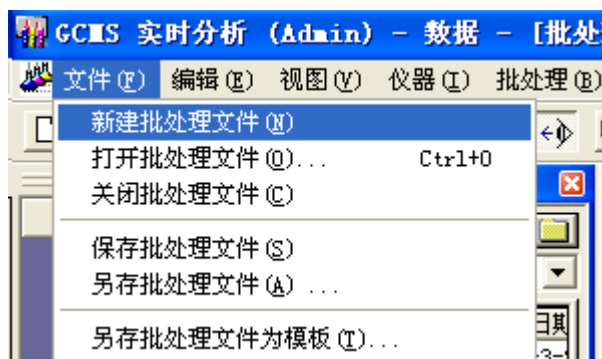 GCMS 实时分析 (Admin) - 数据 - [批处
文件(F) 编辑(E) 视图(V) 仪器(I) 批处理(B)
新建批处理文件(N)
打开批处理文件(O)... Ctrl+O
关闭批处理文件(C)
保存批处理文件(S)
另存批处理文件(A) ...
另存批处理文件为模板(T)...